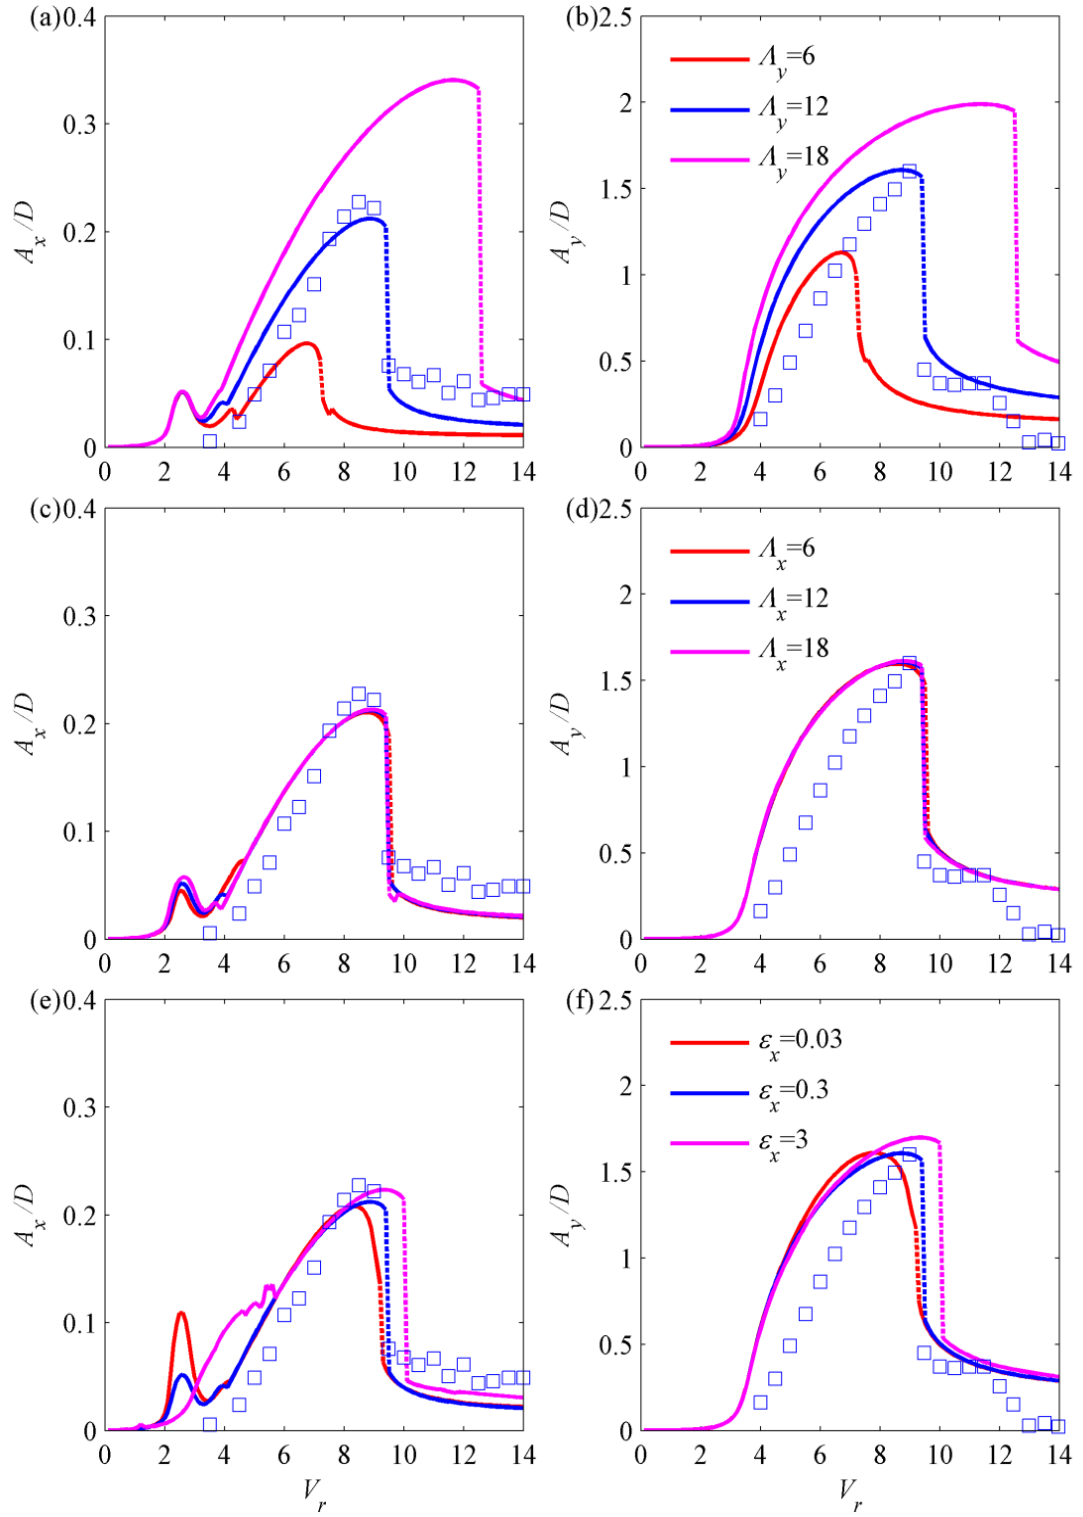 (a) 0.4
0.3
0.2
0.1
0
A_x/D
0 2 4 6 8 10 12 14
(b) 2.5
2
1.5
1
0.5
0
A_y/D
Λ_y=6
Λ_y=12
Λ_y=18
0 2 4 6 8 10 12 14
(c) 0.4
0.3
0.2
0.1
0
A_x/D
0 2 4 6 8 10 12 14
(d) 2.5
2
1.5
1
0.5
0
A_y/D
Λ_x=6
Λ_x=12
Λ_x=18
0 2 4 6 8 10 12 14
(e) 0.4
0.3
0.2
0.1
0
A_x/D
0 2 4 6 8 10 12 14
V_r
(f) 2.5
2
1.5
1
0.5
0
A_y/D
ε_x=0.03
ε_x=0.3
ε_x=3
0 2 4 6 8 10 12 14
V_r